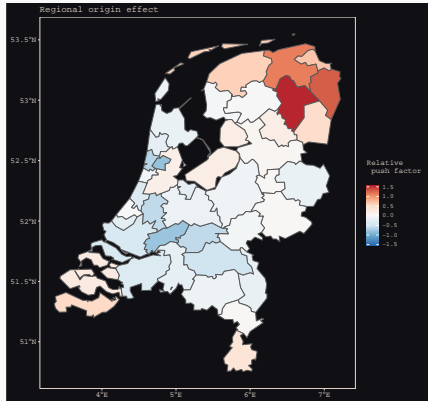 Regional origin effect
53.5°N
53°N
52.5°N
52°N
51.5°N
51°N
4°E
5°E
6°E
7°E
Relative
push factor
1.5
1.0
0.5
0.0
−0.5
−1.0
−1.5